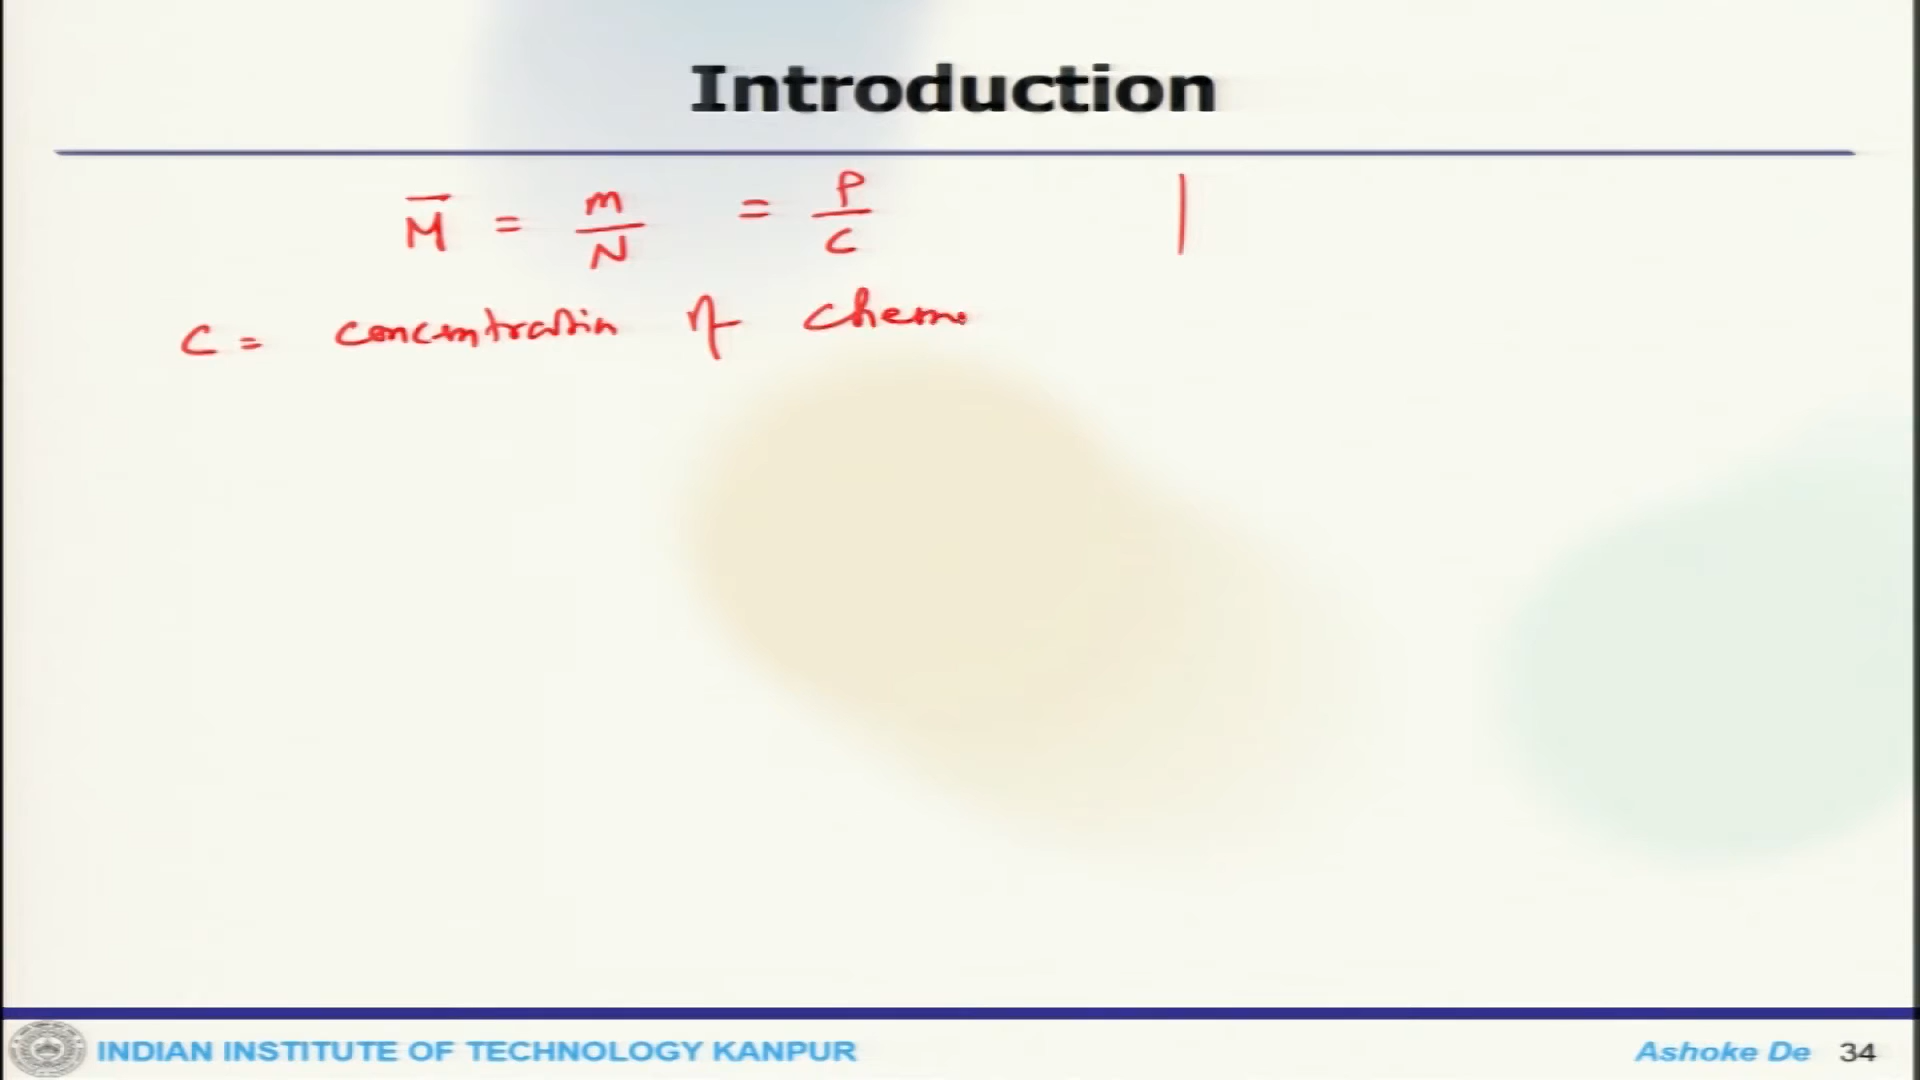 Introduction
M̄ = m/N = P/C |
C = concentration of chem
INDIAN INSTITUTE OF TECHNOLOGY KANPUR
Ashoke De 34